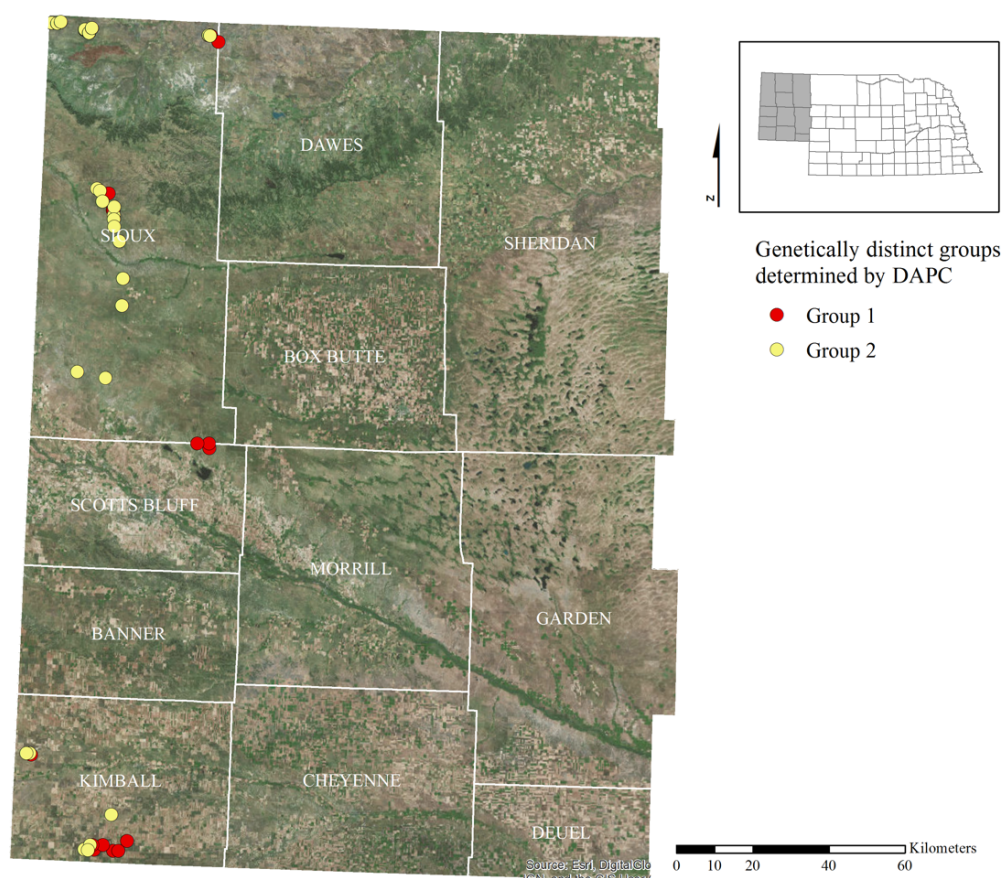 DAWES
SHERIDAN
SIOUX
BOX BUTTE
SCOTTS BLUFF
MORRILL
GARDEN
BANNER
KIMBALL
CHEYENNE
DEUEL
Source: Esri, DigitalGlo
N
Genetically distinct groups
determined by DAPC
Group 1
Group 2
Kilometers
0 10 20 40 60